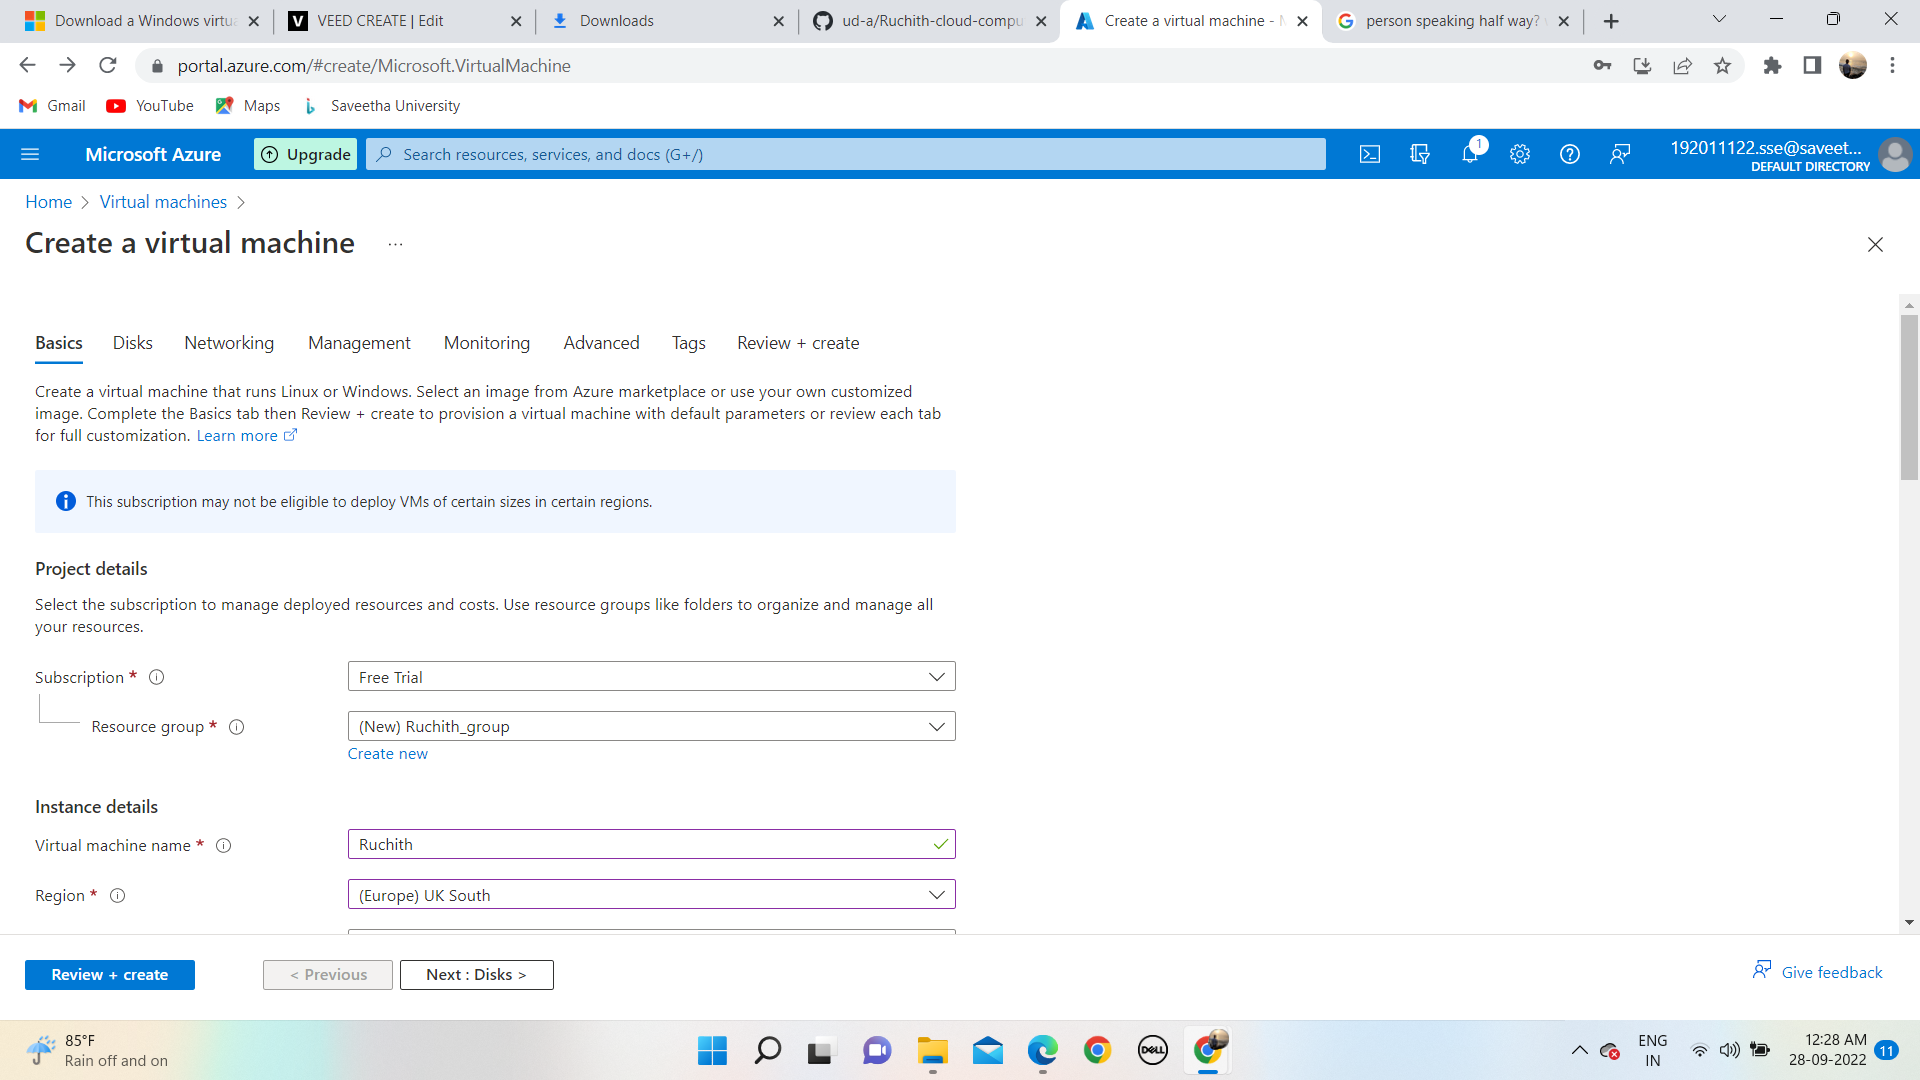 Download a Windows virtua
VEED CREATE | Edit
Downloads
ud-a/Ruchith-cloud-compu
Create a virtual machine - M
person speaking half way?
portal.azure.com/#create/Microsoft.VirtualMachine
Gmail
YouTube
Maps
Saveetha University
Microsoft Azure
Upgrade
Search resources, services, and docs (G+/)
1
192011122.sse@saveet...
DEFAULT DIRECTORY
Home > Virtual machines >
Create a virtual machine ...
Basics
Disks
Networking
Management
Monitoring
Advanced
Tags
Review + create
Create a virtual machine that runs Linux or Windows. Select an image from Azure marketplace or use your own customized
image. Complete the Basics tab then Review + create to provision a virtual machine with default parameters or review each tab
for full customization. Learn more
This subscription may not be eligible to deploy VMs of certain sizes in certain regions.
Project details
Select the subscription to manage deployed resources and costs. Use resource groups like folders to organize and manage all
your resources.
Subscription *
Free Trial
Resource group *
(New) Ruchith_group
Create new
Instance details
Virtual machine name *
Ruchith
Region *
(Europe) UK South
Review + create
< Previous
Next : Disks >
Give feedback
85°F
Rain off and on
DELL
ENG
IN
12:28 AM
28-09-2022
11